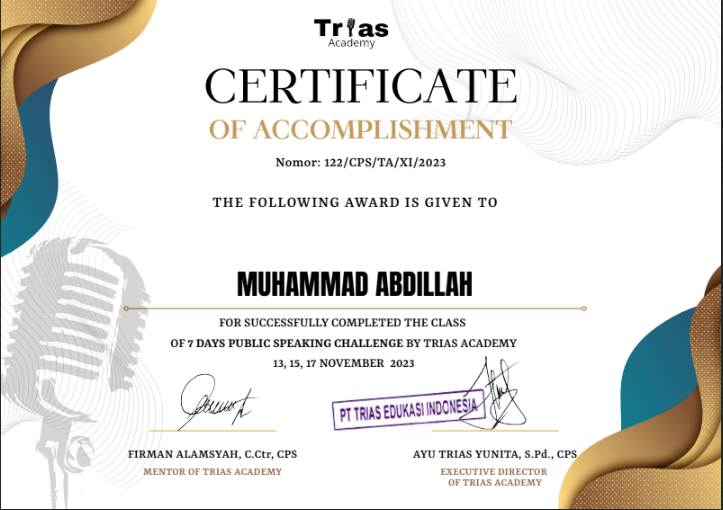 Trias
Academy
CERTIFICATE
OF ACCOMPLISHMENT
Nomor: 122/CPS/TA/XI/2023
THE FOLLOWING AWARD IS GIVEN TO
MUHAMMAD ABDILLAH
FOR SUCCESSFULLY COMPLETED THE CLASS
OF 7 DAYS PUBLIC SPEAKING CHALLENGE BY TRIAS ACADEMY
13, 15, 17 NOVEMBER 2023
PT TRIAS EDUKASI INDONESIA
FIRMAN ALAMSYAH, C.Ctr, CPS
MENTOR OF TRIAS ACADEMY
AYU TRIAS YUNITA, S.Pd., CPS
EXECUTIVE DIRECTOR
OF TRIAS ACADEMY